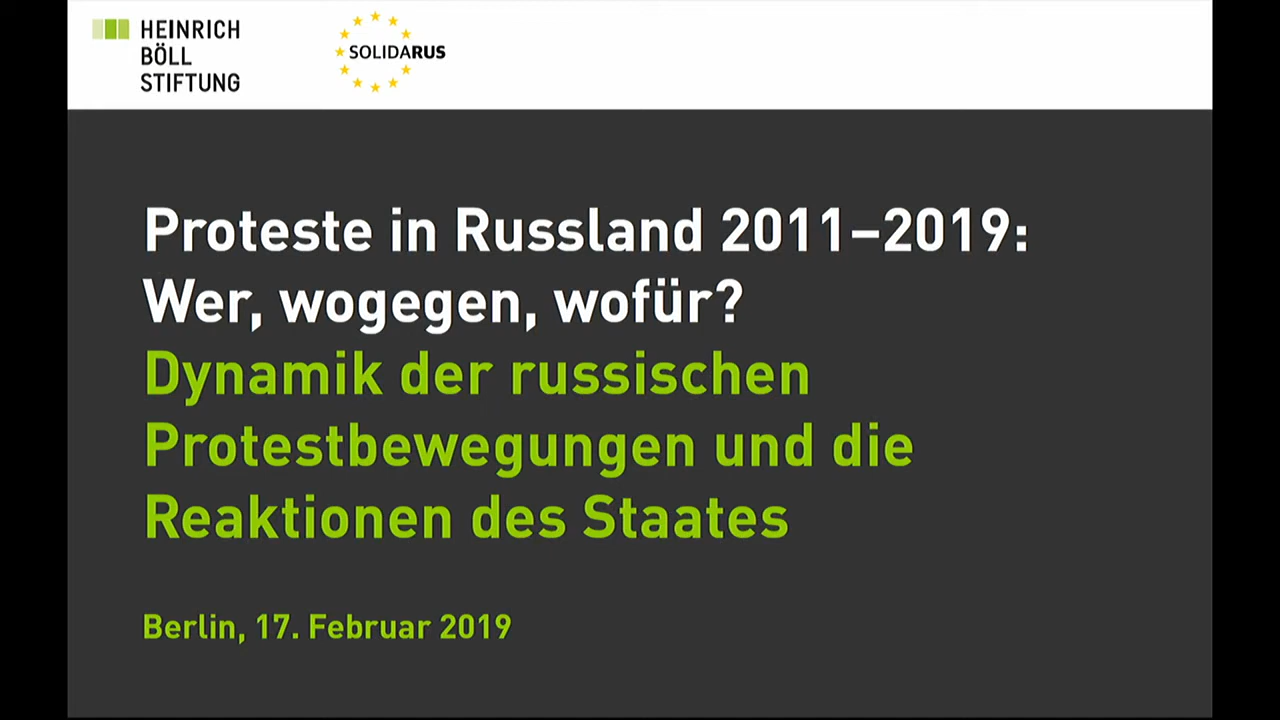 HEINRICH
BÖLL
STIFTUNG
SOLIDARUS
Proteste in Russland 2011–2019:
Wer, wogegen, wofür?
Dynamik der russischen
Protestbewegungen und die
Reaktionen des Staates
Berlin, 17. Februar 2019